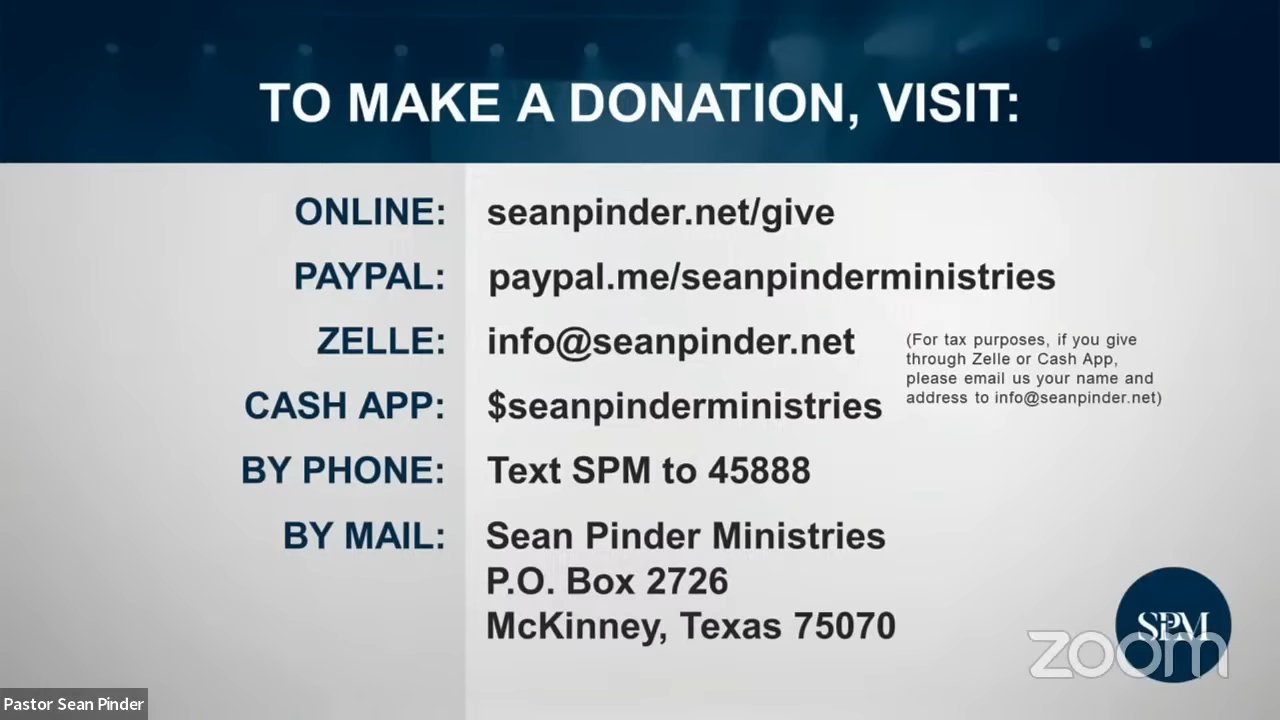 TO MAKE A DONATION, VISIT:
ONLINE: seanpinder.net/give
PAYPAL: paypal.me/seanpinderministries
ZELLE: info@seanpinder.net
(For tax purposes, if you give
through Zelle or Cash App,
please email us your name and
address to info@seanpinder.net)
CASH APP: $seanpinderministries
BY PHONE: Text SPM to 45888
BY MAIL: Sean Pinder Ministries
P.O. Box 2726
McKinney, Texas 75070
SPM
zoom
Pastor Sean Pinder